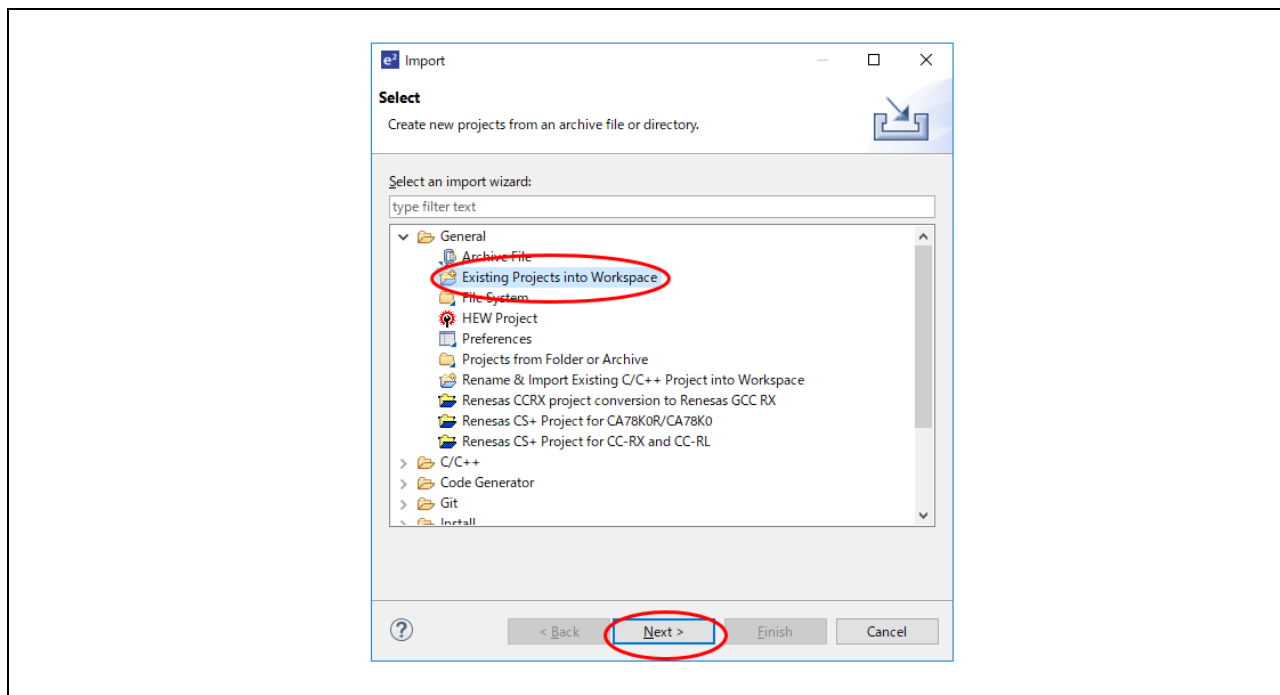 e² Import
Select
Create new projects from an archive file or directory.
Select an import wizard:
type filter text
General
Archive File
Existing Projects into Workspace
File System
HEW Project
Preferences
Projects from Folder or Archive
Rename & Import Existing C/C++ Project into Workspace
Renesas CCRX project conversion to Renesas GCC RX
Renesas CS+ Project for CA78K0R/CA78K0
Renesas CS+ Project for CC-RX and CC-RL
C/C++
Code Generator
Git
Install
? < Back Next > Finish Cancel